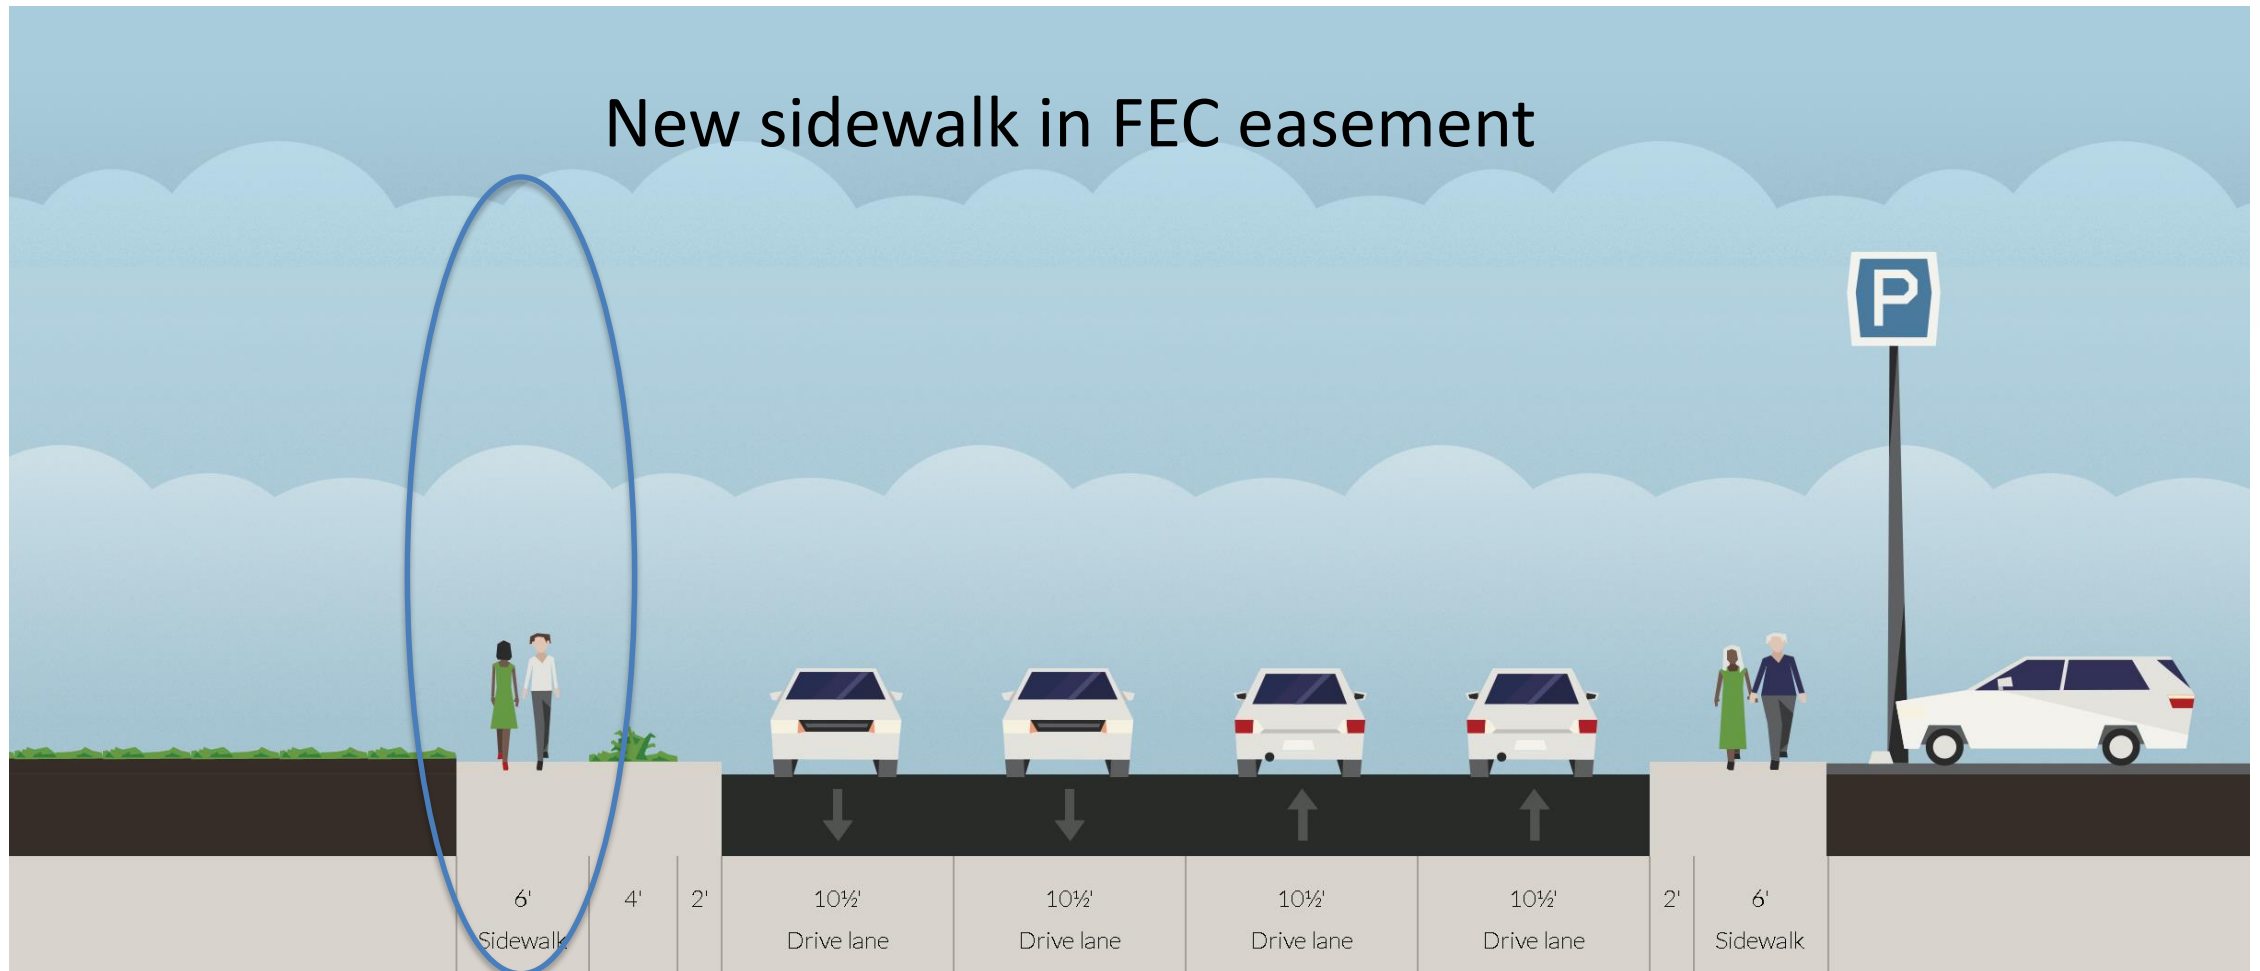 New sidewalk in FEC easement
P
6' 4' 2' 10½' 10½' 10½' 10½' 2' 6'
Sidewalk Drive lane Drive lane Drive lane Drive lane Sidewalk